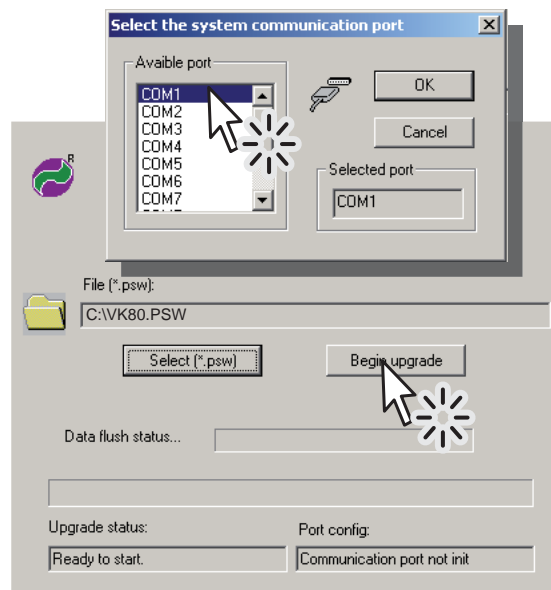 Select the system communication port
Avaible port
COM1
COM2
COM3
COM4
COM5
COM6
COM7
OK
Cancel
Selected port
COM1
R
File (*.psw):
C:\VK80.PSW
Select (*.psw)
Begin upgrade
Data flush status...
Upgrade status:
Port config:
Ready to start.
Communication port not init